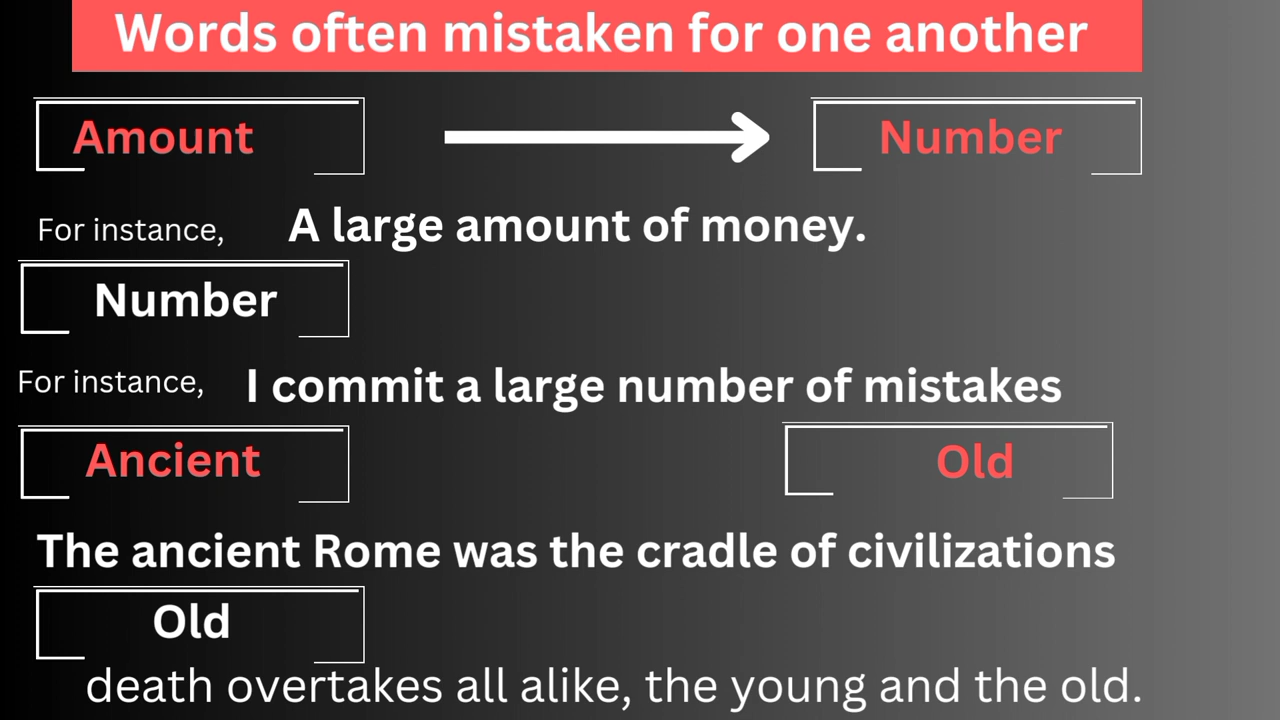 Words often mistaken for one another
Amount Number
For instance, A large amount of money.
Number
For instance, I commit a large number of mistakes
Ancient Old
The ancient Rome was the cradle of civilizations
Old
death overtakes all alike, the young and the old.